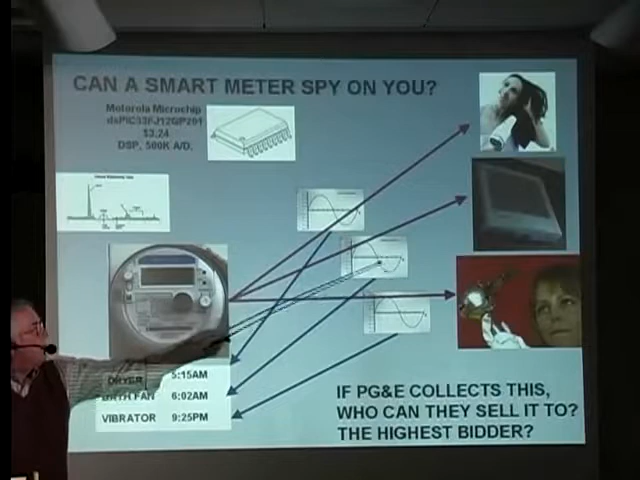 CAN A SMART METER SPY ON YOU?
Motorola Microchip
dsPIC33FJ12GP201
$3.24
DSP, 500K A/D.
DRYER 5:15AM
BATH FAN 6:02AM
VIBRATOR 9:25PM
IF PG&E COLLECTS THIS,
WHO CAN THEY SELL IT TO?
THE HIGHEST BIDDER?